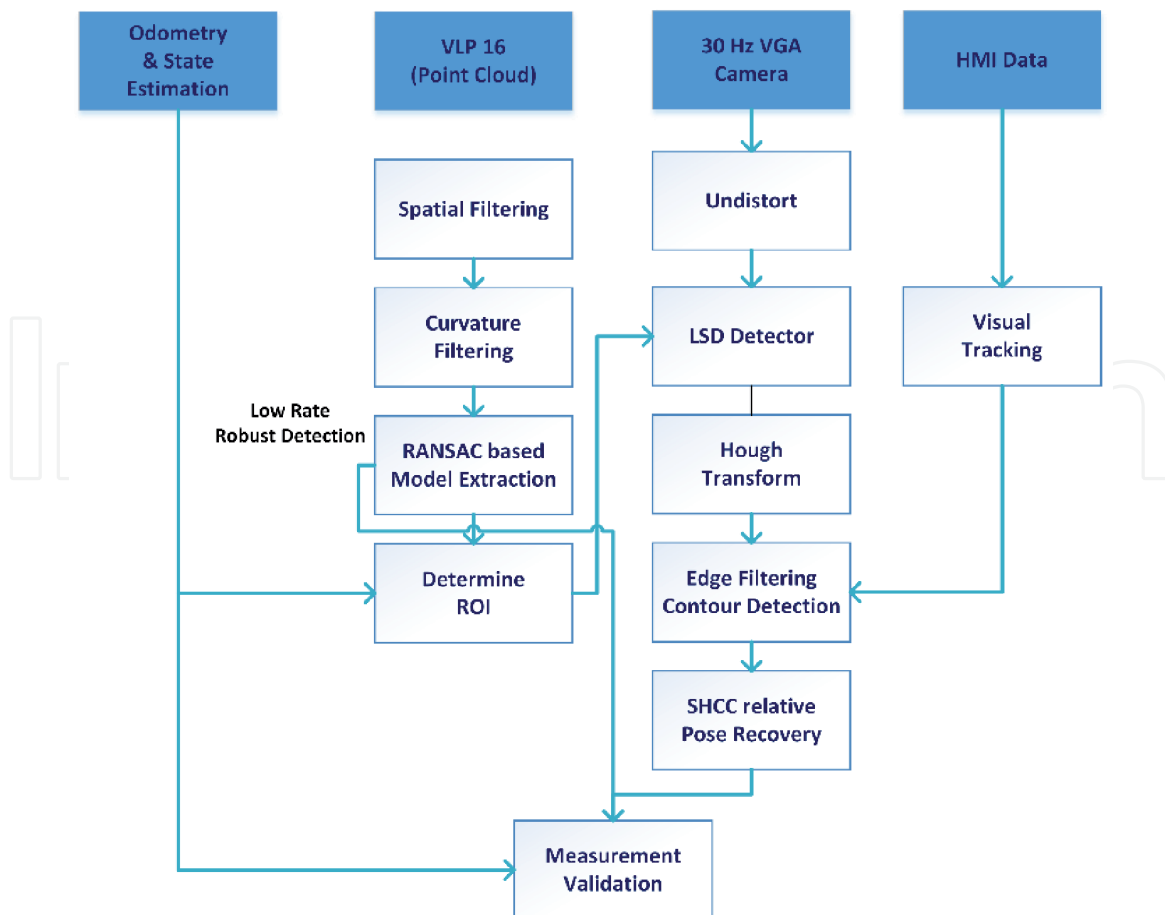 Odometry
& State
Estimation
VLP 16
(Point Cloud)
30 Hz VGA
Camera
HMI Data
Spatial Filtering
Undistort
Curvature
Filtering
LSD Detector
Visual
Tracking
Low Rate
Robust Detection
RANSAC based
Model Extraction
Hough
Transform
Determine
ROI
Edge Filtering
Contour Detection
SHCC relative
Pose Recovery
Measurement
Validation